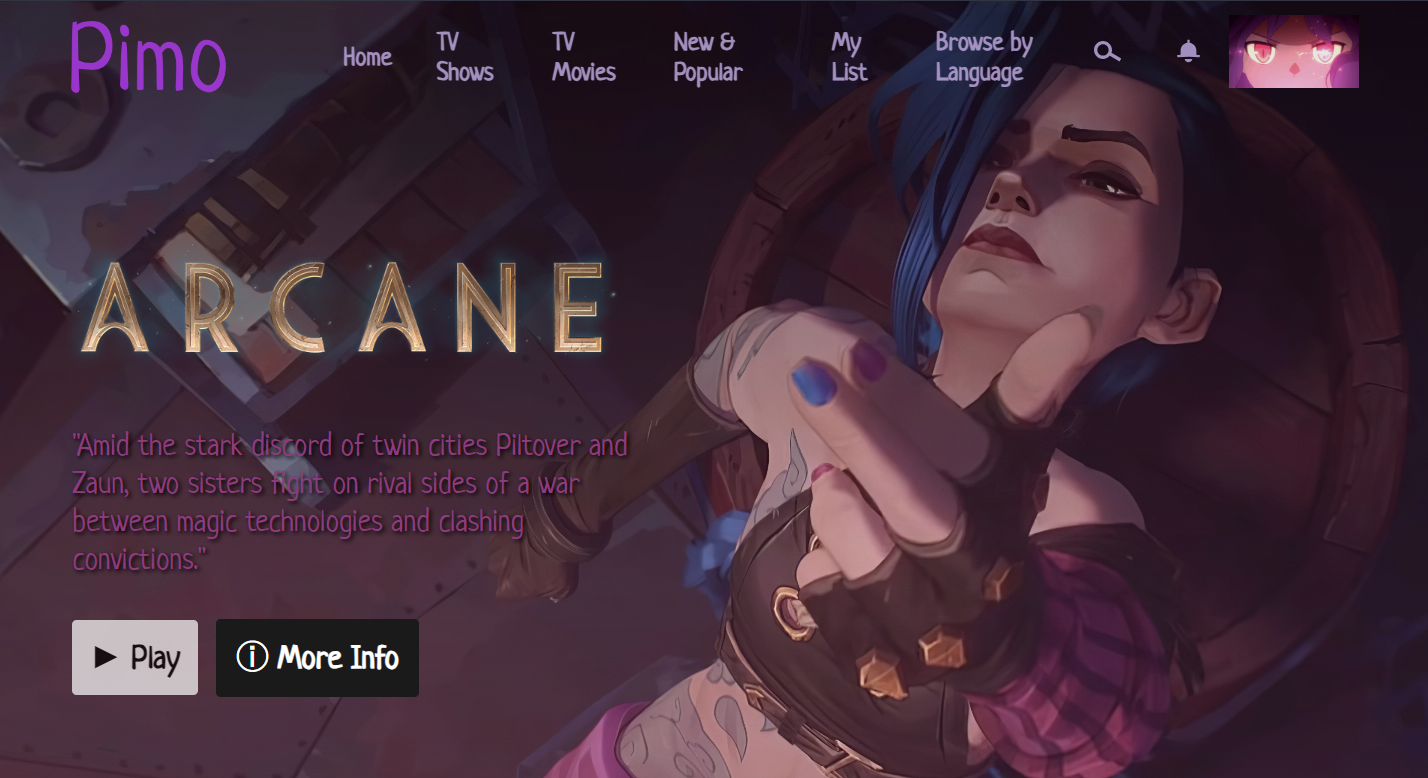 Pimo
Home
TV
Shows
TV
Movies
New &
Popular
My
List
Browse by
Language
ARCANE
"Amid the stark discord of twin cities Piltover and
Zaun, two sisters fight on rival sides of a war
between magic technologies and clashing
convictions."
▶ Play
ⓘ More Info